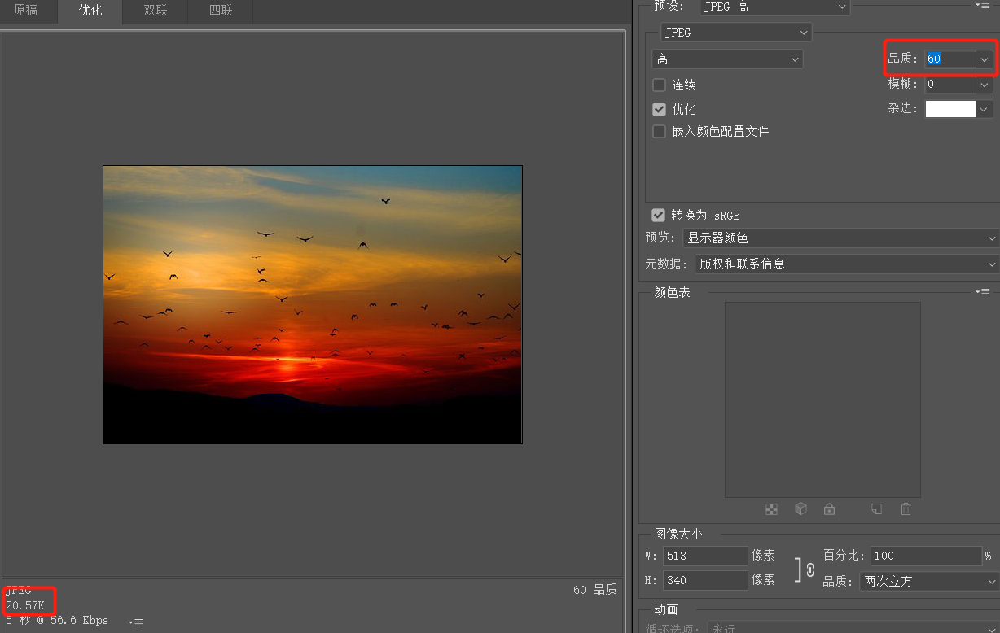 原稿 优化 双联 四联
预设: JPEG 高
JPEG
高
品质: 60
连续
模糊: 0
优化
杂边:
嵌入颜色配置文件
转换为 sRGB
预览: 显示器颜色
元数据: 版权和联系信息
颜色表
图像大小
W: 513 像素
百分比: 100 %
H: 340 像素
品质: 两次立方
动画
循环选项: 永远
JPEG
60 品质
20.57K
5 秒 @ 56.6 Kbps